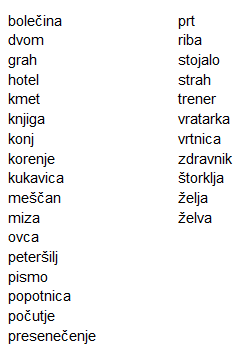 bolečina
dvom
grah
hotel
kmet
knjiga
konj
korenje
kukavica
meščan
miza
ovca
peteršilj
pismo
popotnica
počutje
presenečenje
prt
riba
stojalo
strah
trener
vratarka
vrtnica
zdravnik
štorklja
želja
želva